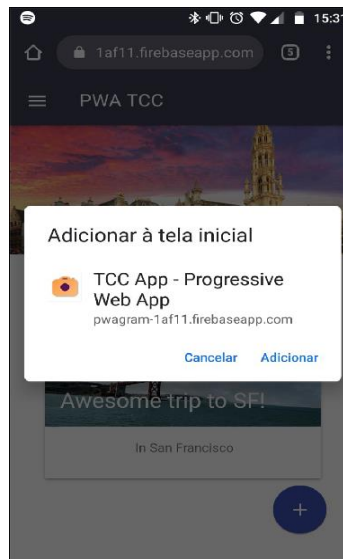 15:31
1af11.firebaseapp.com
5
PWA TCC
Adicionar à tela inicial
TCC App - Progressive
Web App
pwagram-1af11.firebaseapp.com
Cancelar Adicionar
Awesome trip to SF!
In San Francisco
+